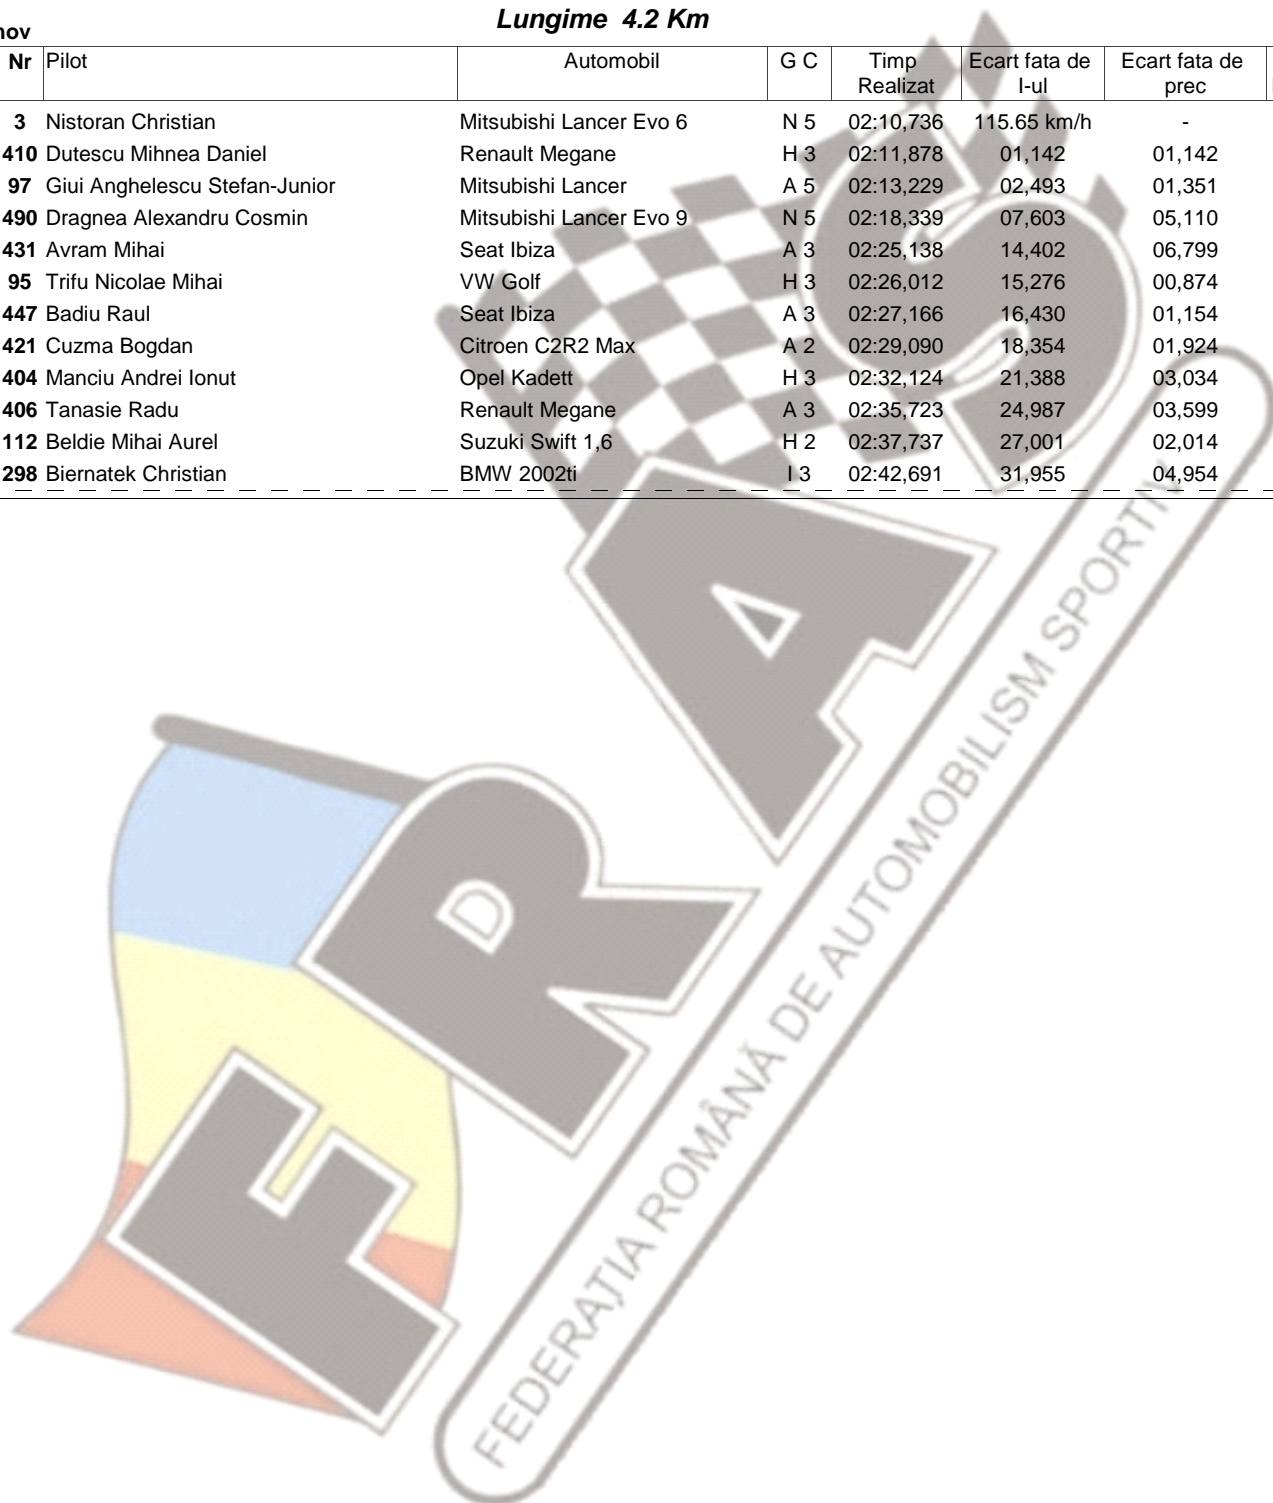 Lungime 4.2 Km
nov
Nr Pilot Automobil G C Timp Realizat Ecart fata de I-ul Ecart fata de prec
3 Nistoran Christian Mitsubishi Lancer Evo 6 N 5 02:10,736 115.65 km/h -
410 Dutescu Mihnea Daniel Renault Megane H 3 02:11,878 01,142 01,142
97 Giui Anghelescu Stefan-Junior Mitsubishi Lancer A 5 02:13,229 02,493 01,351
490 Dragnea Alexandru Cosmin Mitsubishi Lancer Evo 9 N 5 02:18,339 07,603 05,110
431 Avram Mihai Seat Ibiza A 3 02:25,138 14,402 06,799
95 Trifu Nicolae Mihai VW Golf H 3 02:26,012 15,276 00,874
447 Badiu Raul Seat Ibiza A 3 02:27,166 16,430 01,154
421 Cuzma Bogdan Citroen C2R2 Max A 2 02:29,090 18,354 01,924
404 Manciu Andrei Ionut Opel Kadett H 3 02:32,124 21,388 03,034
406 Tanasie Radu Renault Megane A 3 02:35,723 24,987 03,599
112 Beldie Mihai Aurel Suzuki Swift 1,6 H 2 02:37,737 27,001 02,014
298 Biernatek Christian BMW 2002ti I 3 02:42,691 31,955 04,954
FRAS
FEDERAȚIA ROMÂNĂ DE AUTOMOBILISM SPORTIV